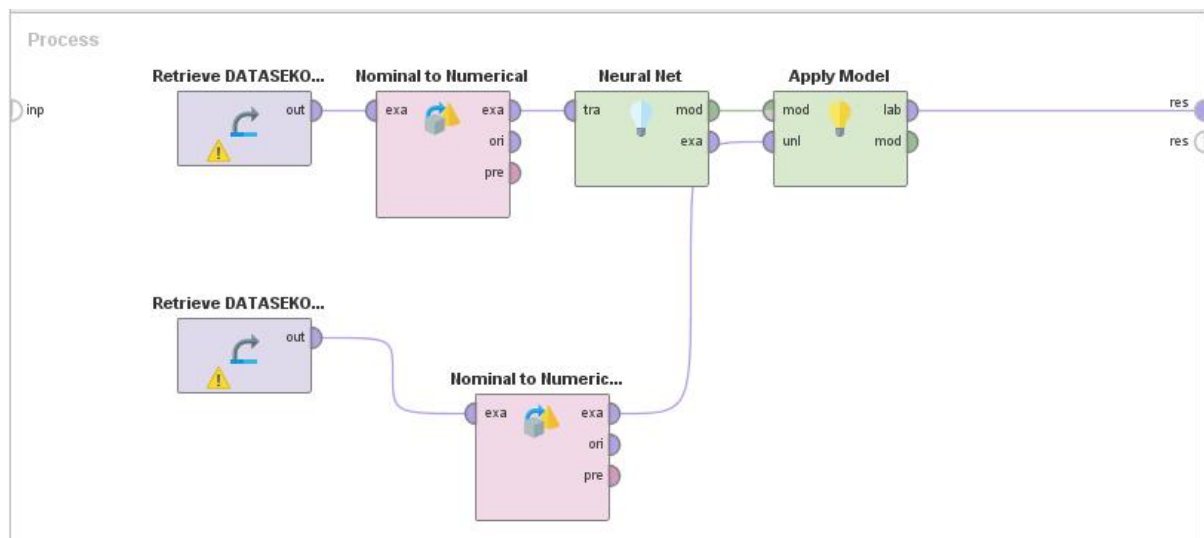 Process
Retrieve DATASEKO...
Nominal to Numerical
Neural Net
Apply Model
inp
out
exa
exa
ori
pre
tra
mod
exa
mod
unl
lab
mod
res
res
Retrieve DATASEKO...
out
Nominal to Numeric...
exa
exa
ori
pre